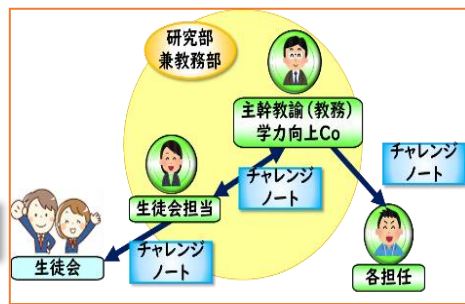 研究部
兼教務部
主幹教諭(教務)
学力向上Co
チャレンジ
ノート
チャレンジ
ノート
生徒会担当
チャレンジ
ノート
生徒会
各担任